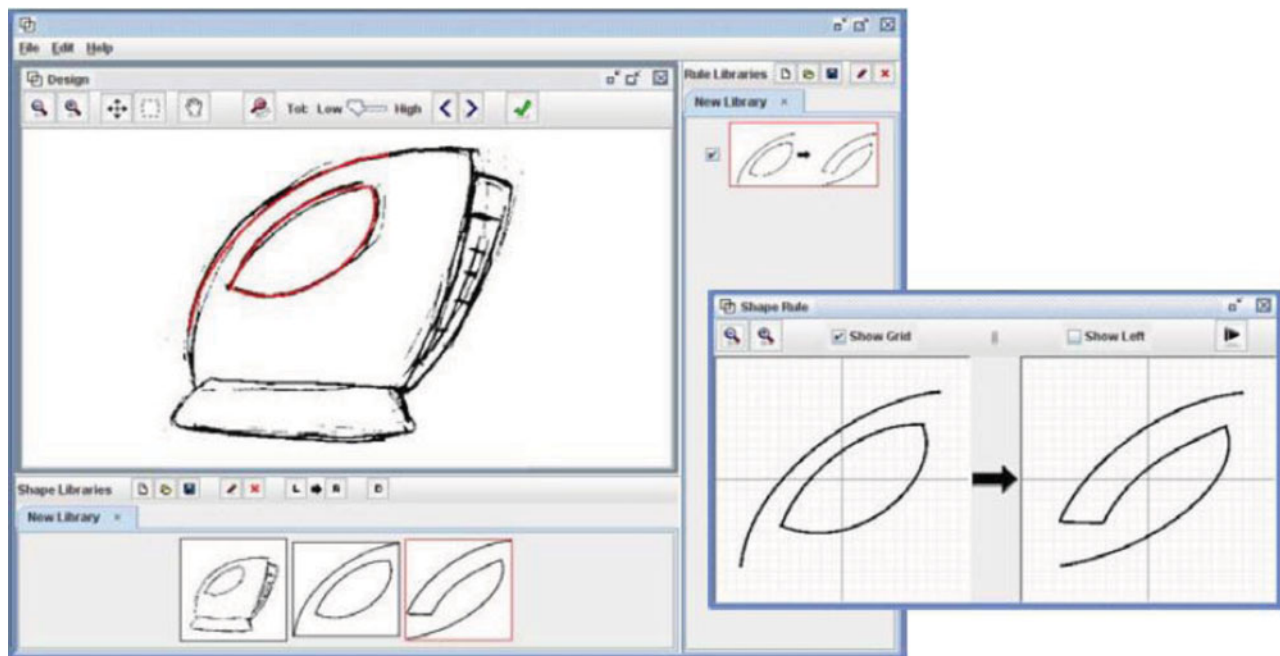 File Edit Help
Design
Tol: Low High
Rule Libraries
New Library ×
Shape Rule
Show Grid
Show Left
Shape Libraries
L R D
New Library ×